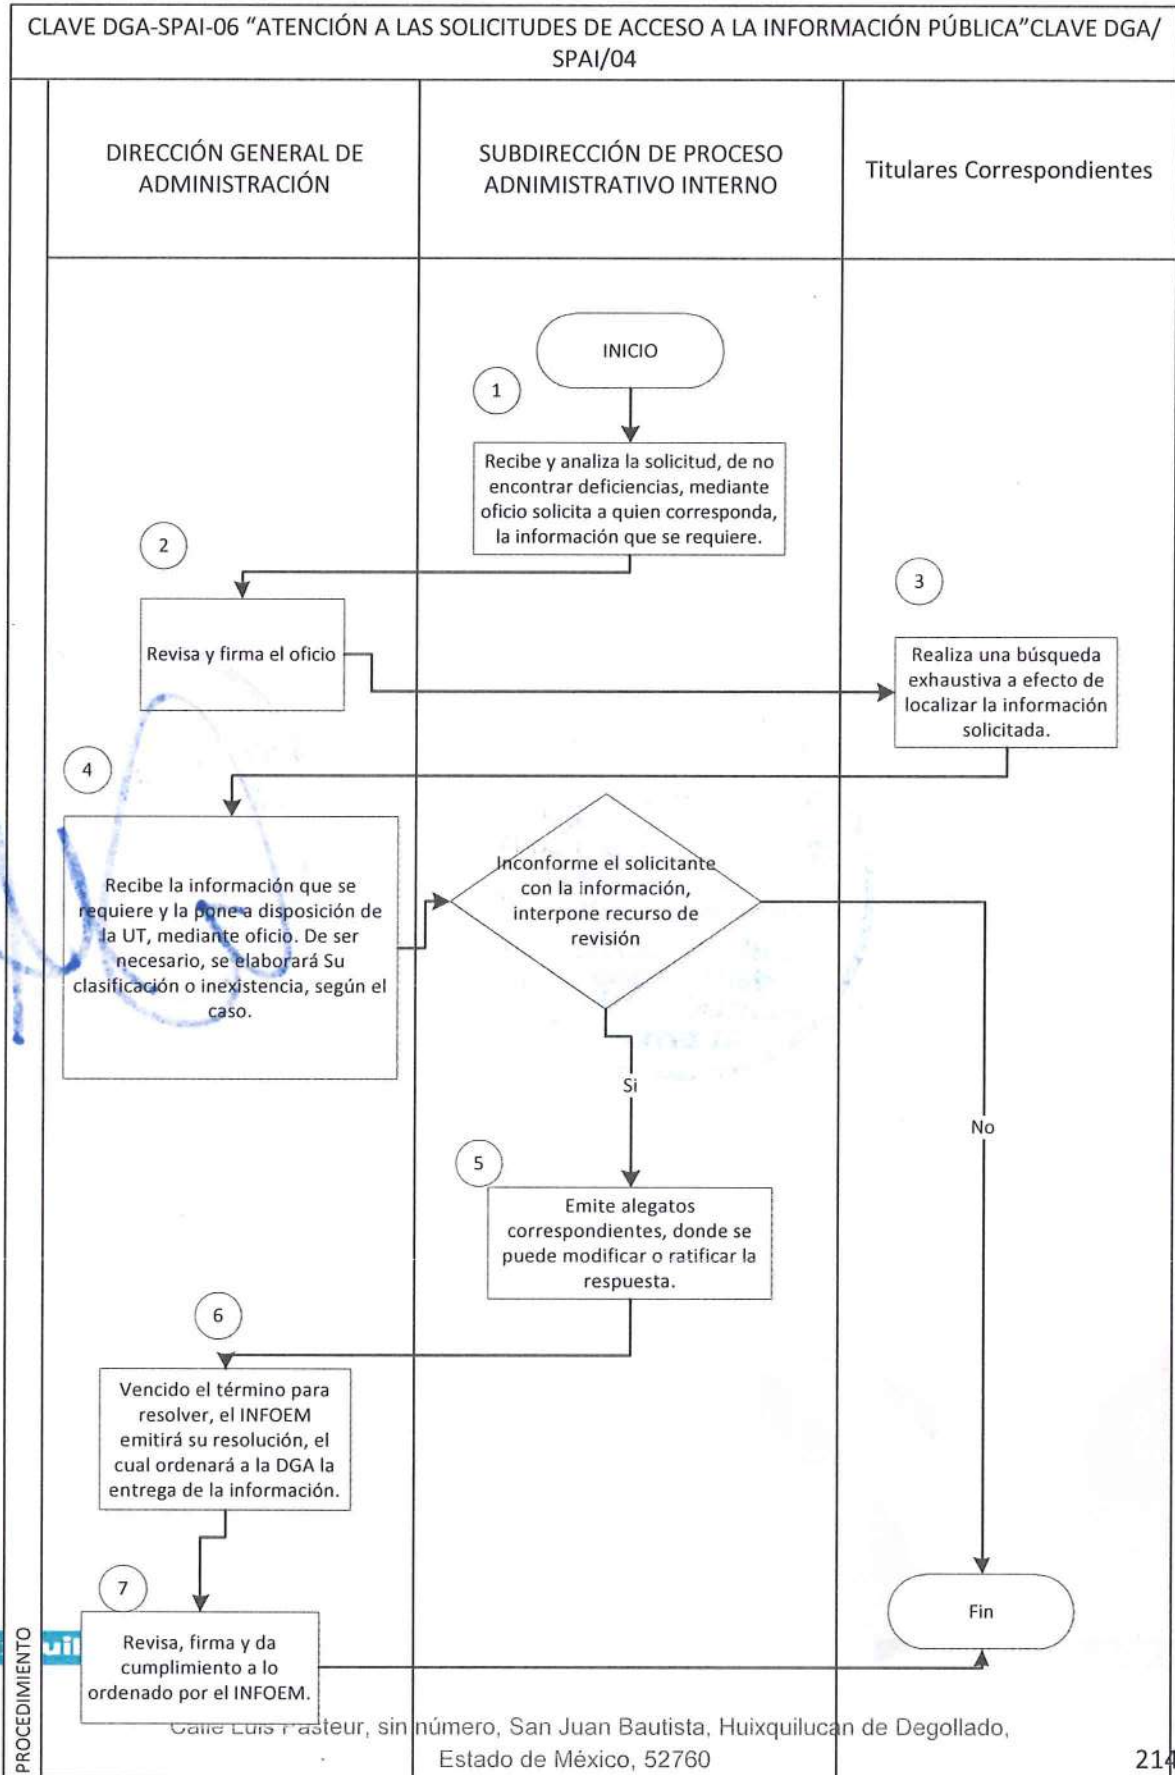 CLAVE DGA-SPAI-06 “ATENCIÓN A LAS SOLICITUDES DE ACCESO A LA INFORMACIÓN PÚBLICA”CLAVE DGA/
SPAI/04
DIRECCIÓN GENERAL DE
ADMINISTRACIÓN
SUBDIRECCIÓN DE PROCESO
ADNIMISTRATIVO INTERNO
Titulares Correspondientes
INICIO
1
Recibe y analiza la solicitud, de no
encontrar deficiencias, mediante
oficio solicita a quien corresponda,
la información que se requiere.
2
Revisa y firma el oficio
3
Realiza una búsqueda
exhaustiva a efecto de
localizar la información
solicitada.
4
Recibe la información que se
requiere y la pone a disposición de
la UT, mediante oficio. De ser
necesario, se elaborará Su
clasificación o inexistencia, según el
caso.
Inconforme el solicitante
con la información,
interpone recurso de
revisión
Si
No
5
Emite alegatos
correspondientes, donde se
puede modificar o ratificar la
respuesta.
6
Vencido el término para
resolver, el INFOEM
emitirá su resolución, el
cual ordenará a la DGA la
entrega de la información.
7
Revisa, firma y da
cumplimiento a lo
ordenado por el INFOEM.
Fin
PROCEDIMIENTO
uil
Calle Luis Pasteur, sin número, San Juan Bautista, Huixquilucan de Degollado,
Estado de México, 52760
214